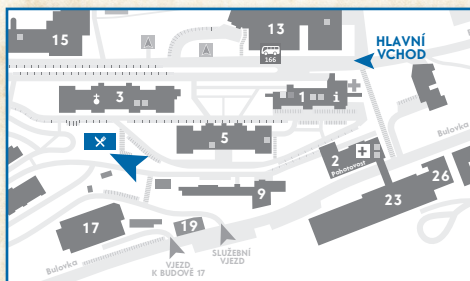 13
15
HLAVNÍ
VCHOD
166
3
1
i
5
2
Pohotovost
Bulovka
26
9
23
17
19
SLUŽEBNÍ
VJEZD
VJEZD
K BUDOVĚ 17
Bulovka